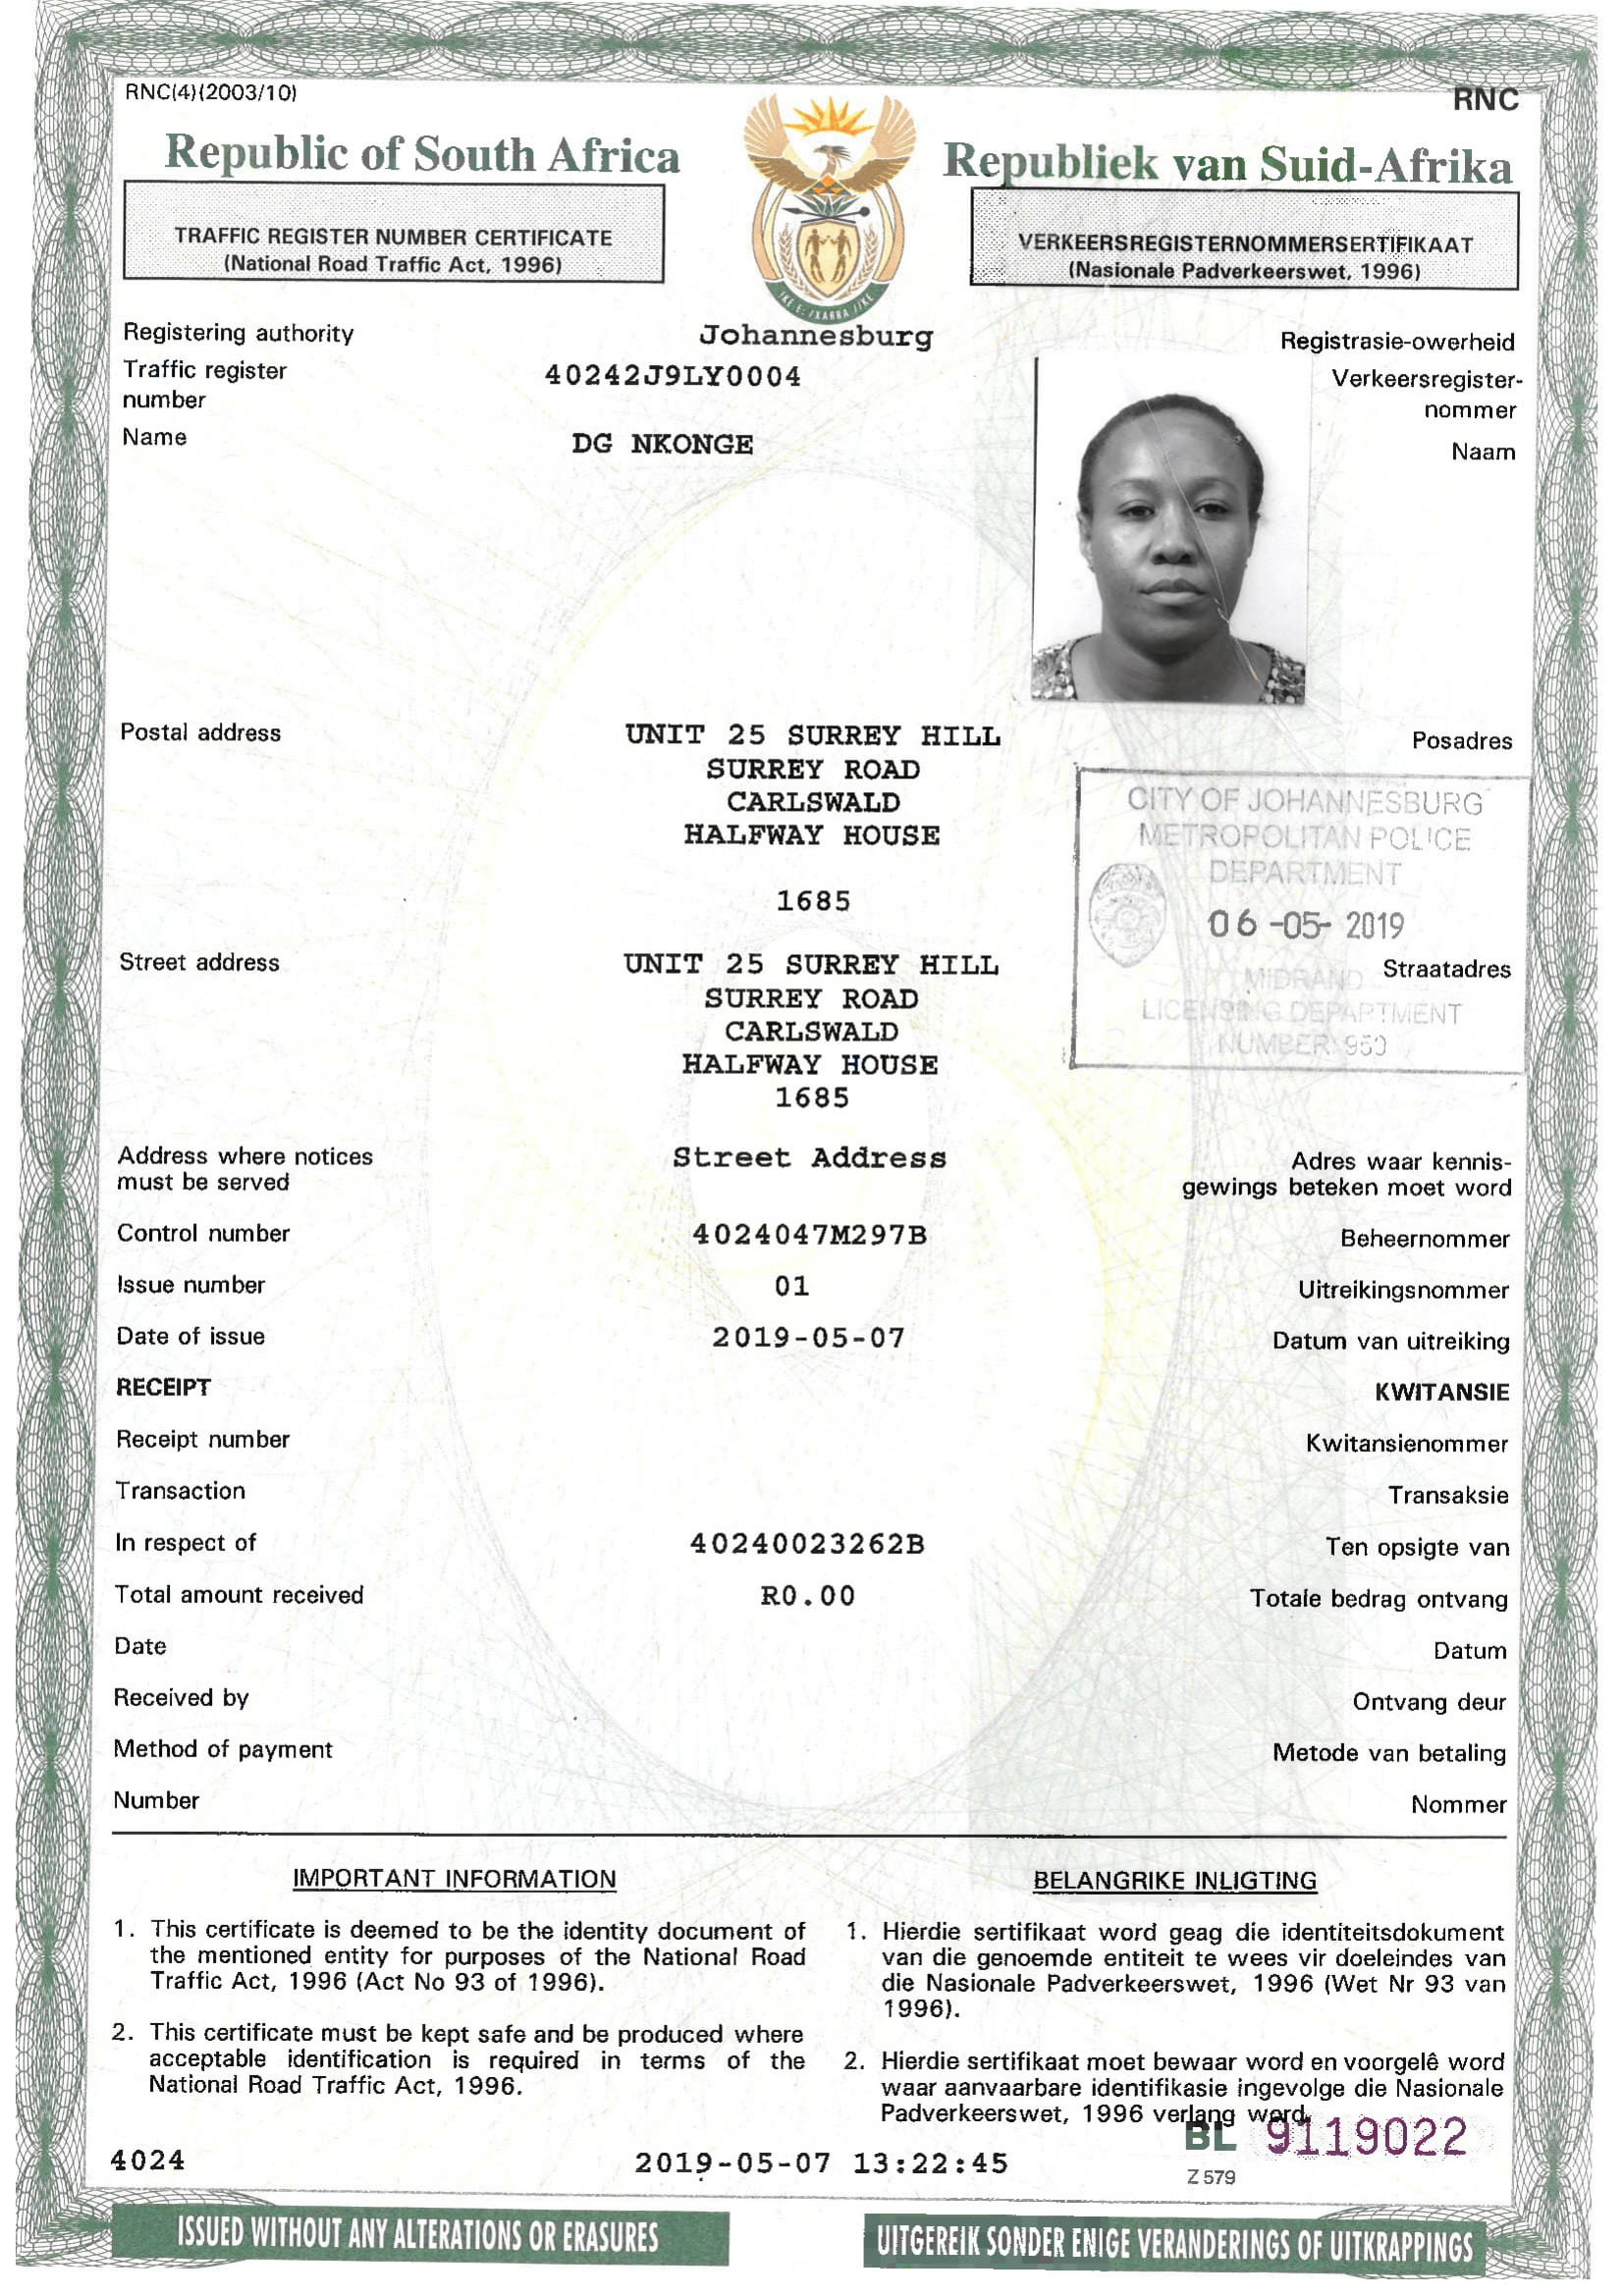 RNC(4)(2003/10)
RNC
Republic of South Africa
Republiek van Suid-Afrika
TRAFFIC REGISTER NUMBER CERTIFICATE
(National Road Traffic Act, 1996)
VERKEERSREGISTERNOMMERSERTIFIKAAT
(Nasionale Padverkeerswet, 1996)
!KE E: /XARRA //KE
Registering authority Johannesburg Registrasie-owerheid
Traffic register
number
40242J9LY0004
Verkeersregister-
nommer
Name DG NKONGE Naam
Postal address UNIT 25 SURREY HILL Posadres
SURREY ROAD
CARLSWALD
HALFWAY HOUSE
1685
CITY OF JOHANNESBURG
METROPOLITAN POLICE
DEPARTMENT
06 -05- 2019
MIDRAND
LICENSING DEPARTMENT
NUMBER 950
Street address UNIT 25 SURREY HILL Straatadres
SURREY ROAD
CARLSWALD
HALFWAY HOUSE
1685
Address where notices
must be served
Street Address
Adres waar kennis-
gewings beteken moet word
Control number 4024047M297B Beheernommer
Issue number 01 Uitreikingsnommer
Date of issue 2019-05-07 Datum van uitreiking
RECEIPT KWITANSIE
Receipt number Kwitansienommer
Transaction Transaksie
In respect of 40240023262B Ten opsigte van
Total amount received R0.00 Totale bedrag ontvang
Date Datum
Received by Ontvang deur
Method of payment Metode van betaling
Number Nommer
IMPORTANT INFORMATION
1. This certificate is deemed to be the identity document of
the mentioned entity for purposes of the National Road
Traffic Act, 1996 (Act No 93 of 1996).
2. This certificate must be kept safe and be produced where
acceptable identification is required in terms of the
National Road Traffic Act, 1996.
BELANGRIKE INLIGTING
1. Hierdie sertifikaat word geag die identiteitsdokument
van die genoemde entiteit te wees vir doeleindes van
die Nasionale Padverkeerswet, 1996 (Wet Nr 93 van
1996).
2. Hierdie sertifikaat moet bewaar word en voorgelê word
waar aanvaarbare identifikasie ingevolge die Nasionale
Padverkeerswet, 1996 verlang word.
4024 2019-05-07 13:22:45 BL 9119022
Z 579
ISSUED WITHOUT ANY ALTERATIONS OR ERASURES
UITGEREIK SONDER ENIGE VERANDERINGS OF UITKRAPPINGS